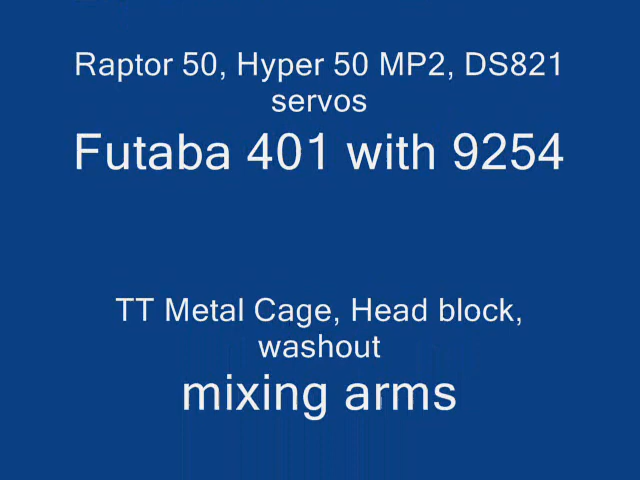 Raptor 50, Hyper 50 MP2, DS821
servos
Futaba 401 with 9254
TT Metal Cage, Head block,
washout
mixing arms